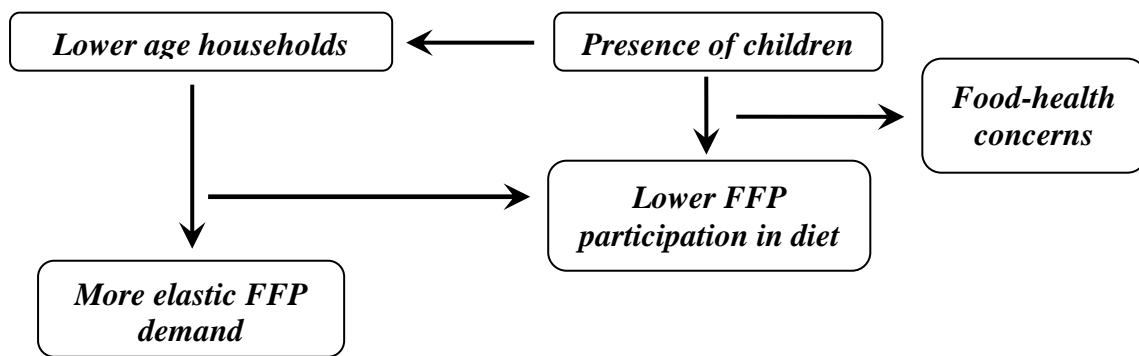 Lower age households
Presence of children
Food-health
concerns
Lower FFP
participation in diet
More elastic FFP
demand